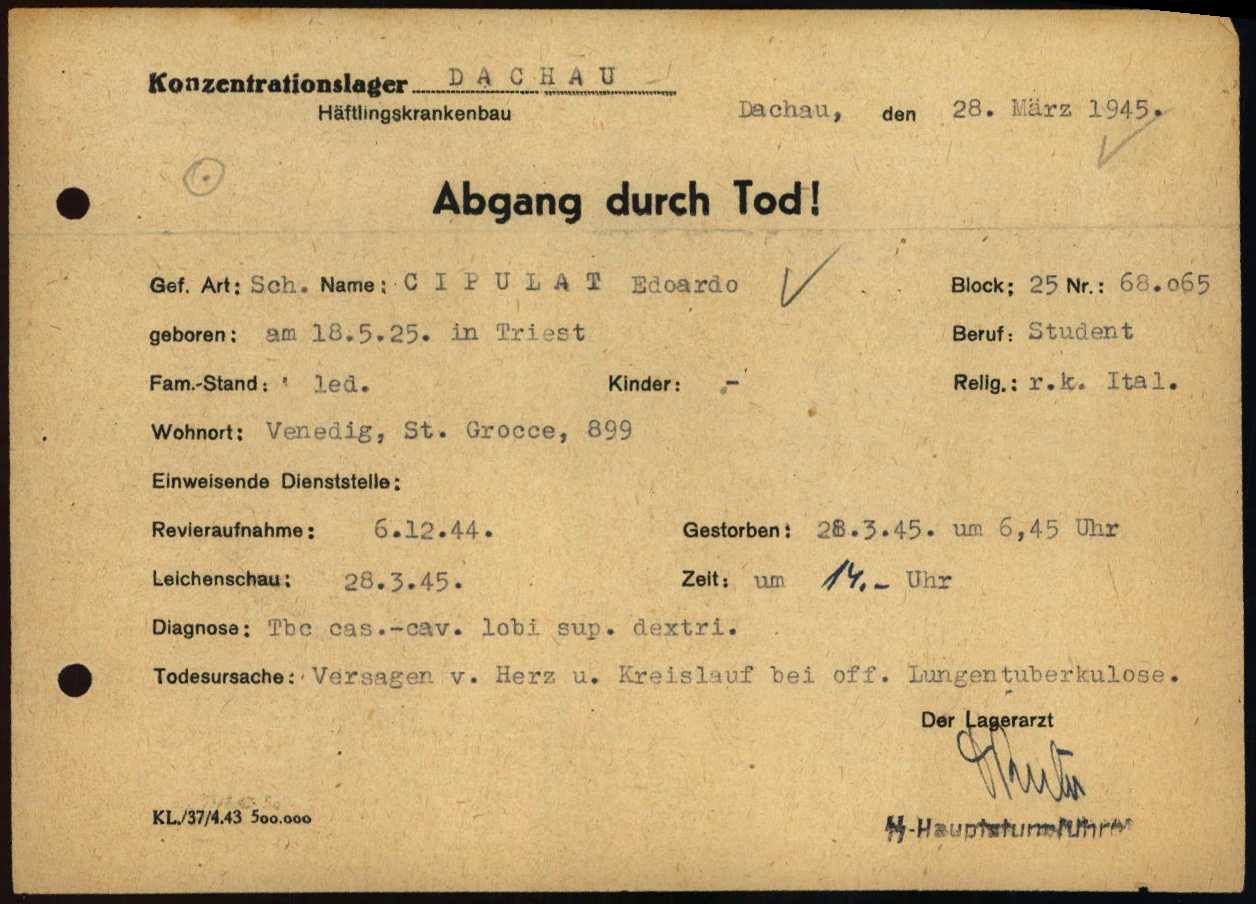 Konzentrationslager DACHAU
Häftlingskrankenbau
Dachau, den 28. März 1945.
Abgang durch Tod!
Gef. Art: Sch. Name: CIPULAT Edoardo Block: 25 Nr.: 68.065
geboren: am 18.5.25. in Triest Beruf: Student
Fam.-Stand: led. Kinder: - Relig.: r.k. Ital.
Wohnort: Venedig, St. Grocce, 899
Einweisende Dienststelle:
Revieraufnahme: 6.12.44. Gestorben: 28.3.45. um 6,45 Uhr
Leichenschau: 28.3.45. Zeit: um 14.- Uhr
Diagnose: Tbc cas.-cav. lobi sup. dextri.
Todesursache: Versagen v. Herz u. Kreislauf bei off. Lungentuberkulose.
Der Lagerarzt
SS-Hauptsturmführer
KL./37/4.43 500.000